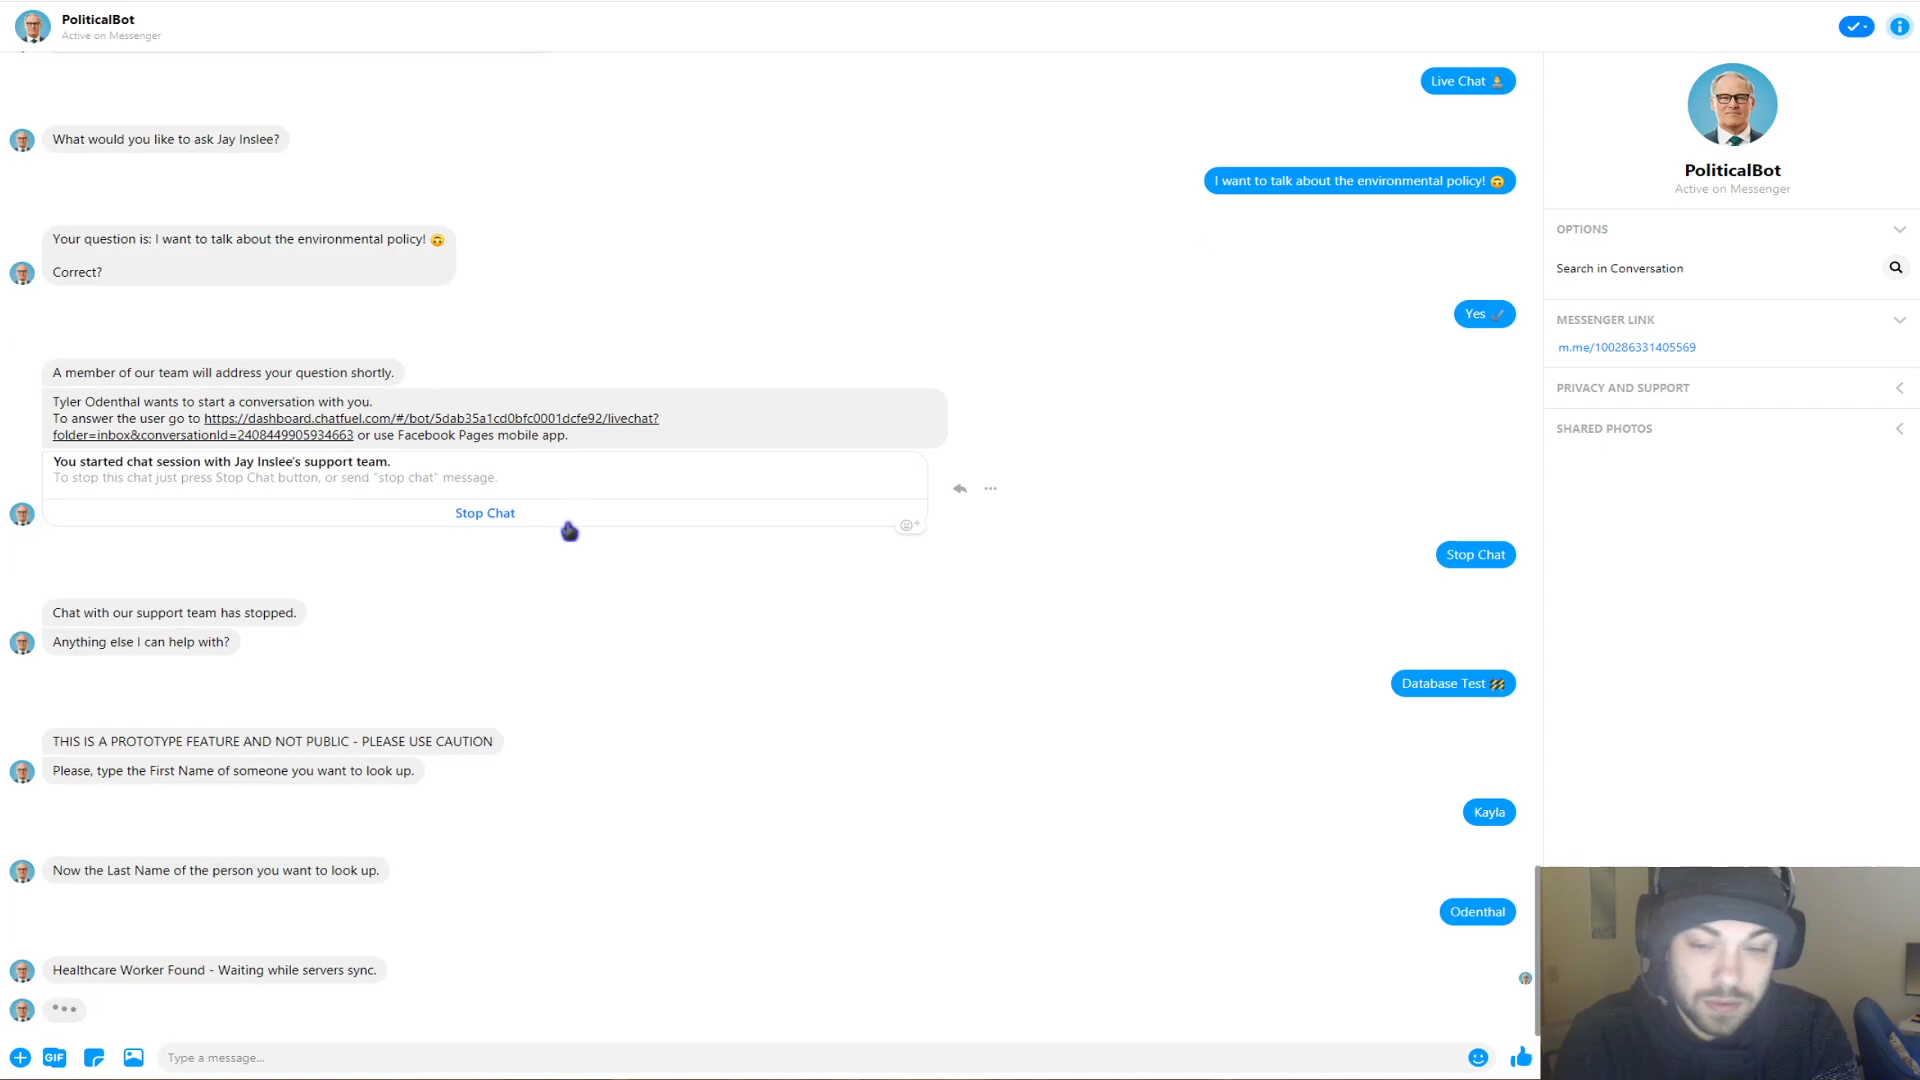 PoliticalBot
Active on Messenger
Live Chat
What would you like to ask Jay Inslee?
I want to talk about the environmental policy! 🙃
Your question is: I want to talk about the environmental policy! 🙃
Correct?
Yes
A member of our team will address your question shortly.
Tyler Odenthal wants to start a conversation with you.
To answer the user go to https://dashboard.chatfuel.com/#/bot/5dab35a1cd0bfc0001dcfe92/livechat?
folder=inbox&conversationId=2408449905934663 or use Facebook Pages mobile app.
You started chat session with Jay Inslee's support team.
To stop this chat just press Stop Chat button, or send "stop chat" message.
Stop Chat
Stop Chat
Chat with our support team has stopped.
Anything else I can help with?
Database Test 🚧
THIS IS A PROTOTYPE FEATURE AND NOT PUBLIC - PLEASE USE CAUTION
Please, type the First Name of someone you want to look up.
Kayla
Now the Last Name of the person you want to look up.
Odenthal
Healthcare Worker Found - Waiting while servers sync.
GIF
Type a message...
PoliticalBot
Active on Messenger
OPTIONS
Search in Conversation
MESSENGER LINK
m.me/100286331405569
PRIVACY AND SUPPORT
SHARED PHOTOS